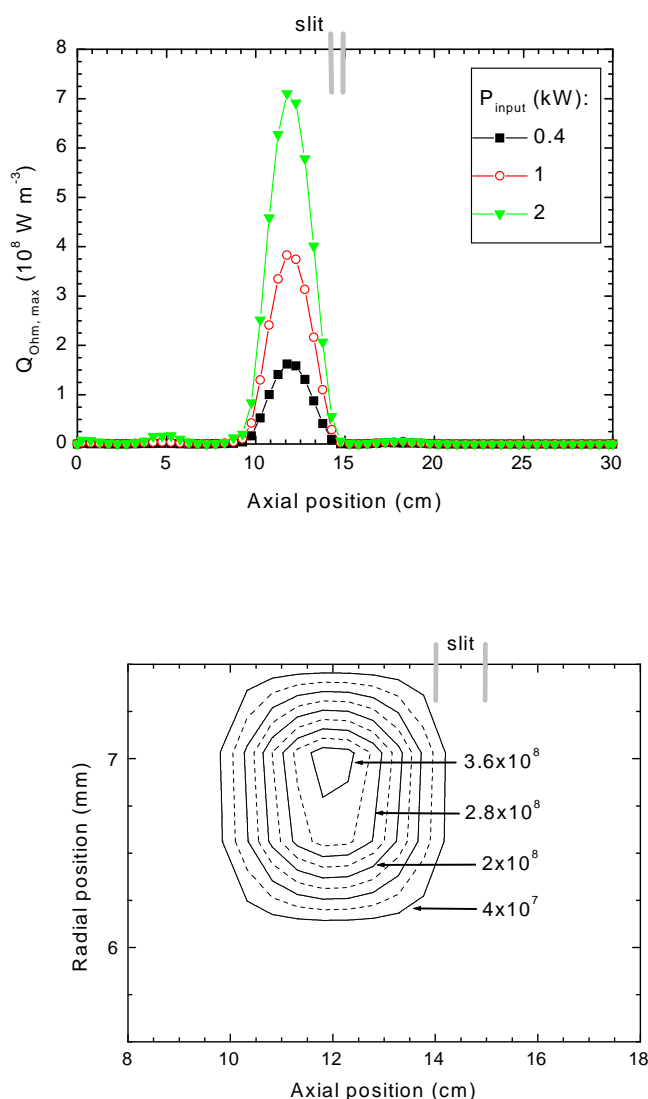 slit
8
7
6
5
4
3
2
1
0
Q_Ohm, max (10^8 W m^-3)
P_input (kW):
0.4
1
2
0 5 10 15 20 25 30
Axial position (cm)
slit
7
6
Radial position (mm)
3.6x10^8
2.8x10^8
2x10^8
4x10^7
8 10 12 14 16 18
Axial position (cm)